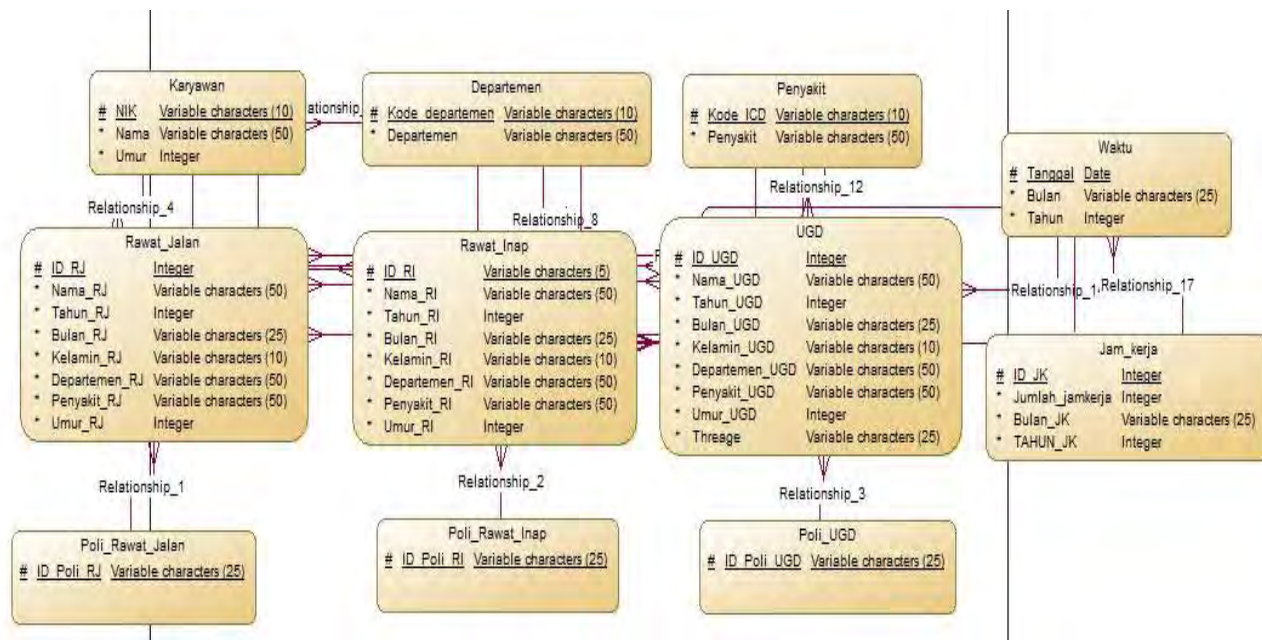 Karyawan
# NIK Variable characters (10)
* Nama Variable characters (50)
* Umur Integer
ationship_
Departemen
# Kode_departemen Variable characters (10)
* Departemen Variable characters (50)
Penyakit
# Kode_ICD Variable characters (10)
* Penyakit Variable characters (50)
Waktu
# Tanggal Date
* Bulan Variable characters (25)
* Tahun Integer
Relationship_4
Relationship_8
Relationship_12
Rawat_Jalan
# ID_RJ Integer
* Nama_RJ Variable characters (50)
* Tahun_RJ Integer
* Bulan_RJ Variable characters (25)
* Kelamin_RJ Variable characters (10)
* Departemen_RJ Variable characters (50)
* Penyakit_RJ Variable characters (50)
* Umur_RJ Integer
Rawat_Inap
# ID_RI Variable characters (5)
* Nama_RI Variable characters (50)
* Tahun_RI Integer
* Bulan_RI Variable characters (25)
* Kelamin_RI Variable characters (10)
* Departemen_RI Variable characters (50)
* Penyakit_RI Variable characters (50)
* Umur_RI Integer
UGD
# ID_UGD Integer
* Nama_UGD Variable characters (50)
* Tahun_UGD Integer
* Bulan_UGD Variable characters (25)
* Kelamin_UGD Variable characters (10)
* Departemen_UGD Variable characters (50)
* Penyakit_UGD Variable characters (50)
* Umur_UGD Integer
* Threage Variable characters (25)
Relationship_1
Relationship_17
Jam_kerja
# ID_JK Integer
* Jumlah_jamkerja Integer
* Bulan_JK Variable characters (25)
* TAHUN_JK Integer
Relationship_1
Relationship_2
Relationship_3
Poli_Rawat_Jalan
# ID_Poli_RJ Variable characters (25)
Poli_Rawat_Inap
# ID_Poli_RI Variable characters (25)
Poli_UGD
# ID_Poli_UGD Variable characters (25)